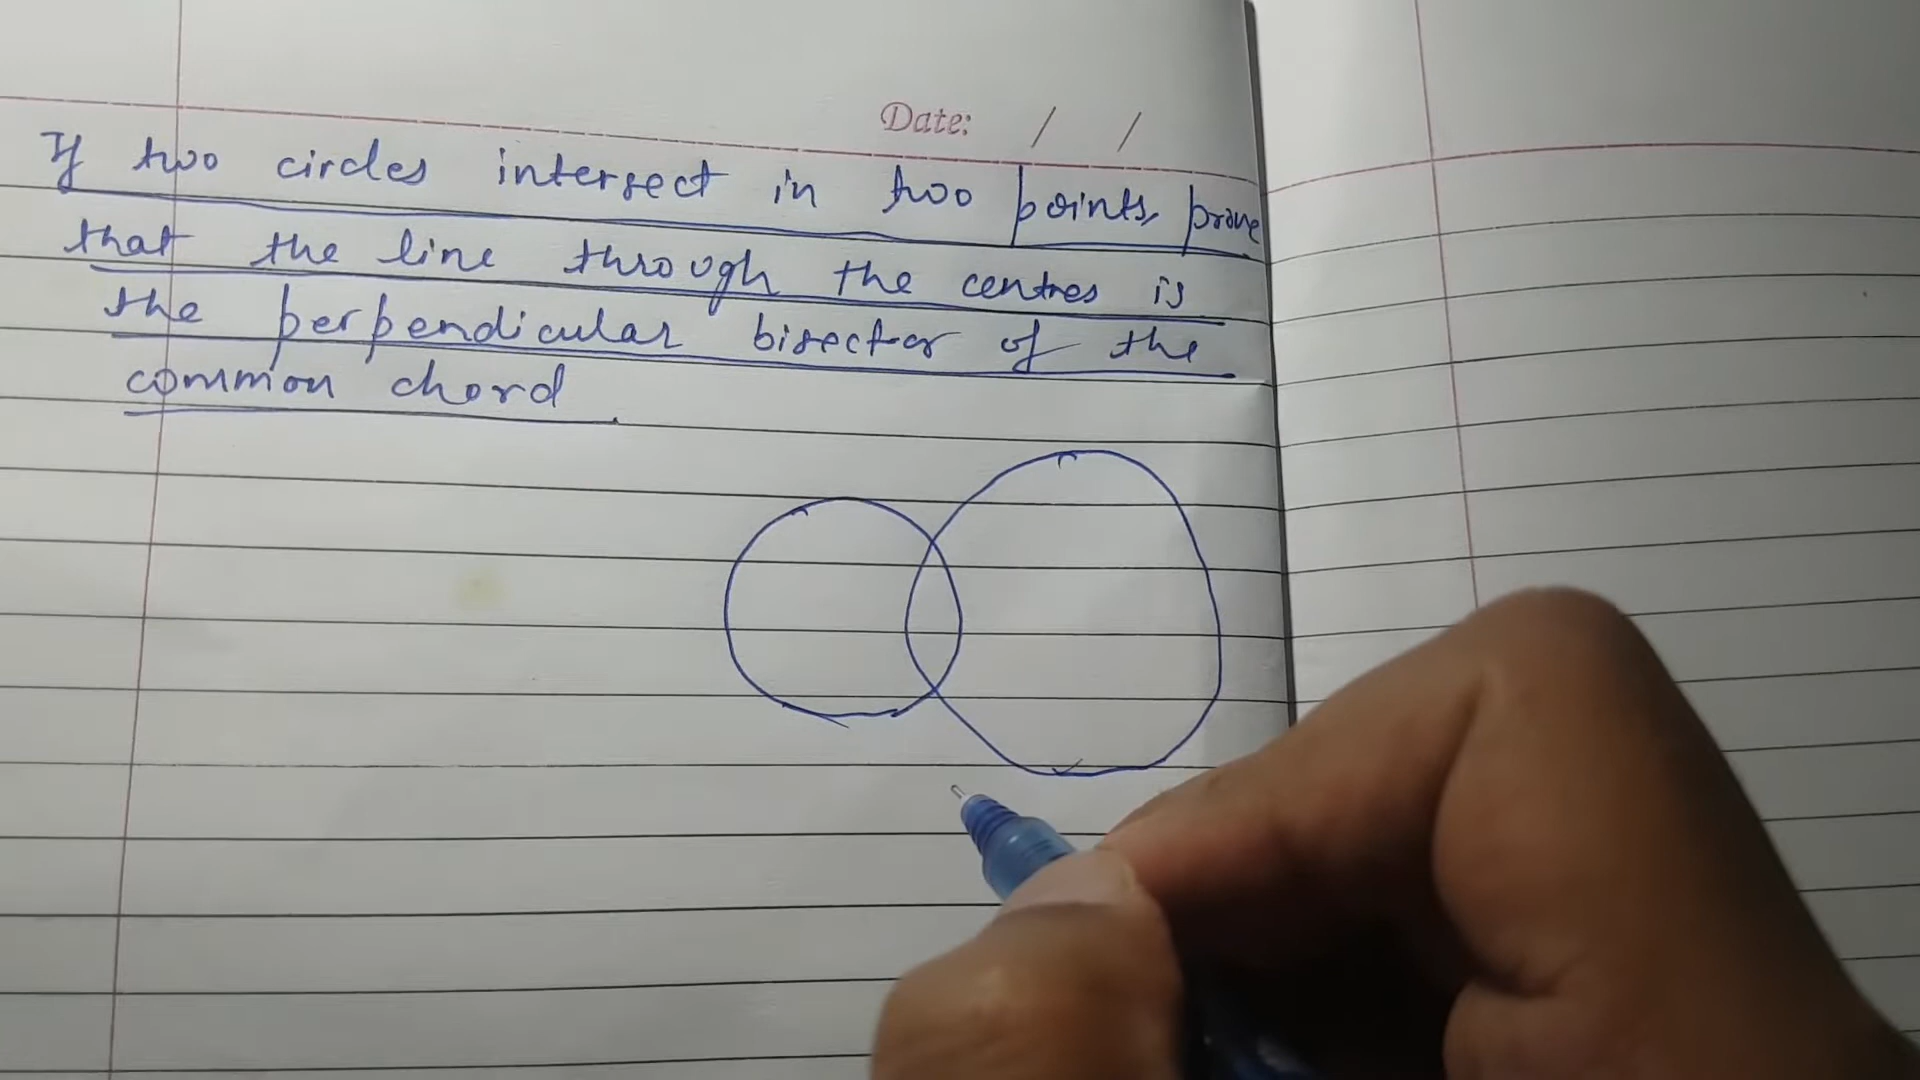 Date: / /
If two circles intersect in two points, prove
that the line through the centres is
the perpendicular bisector of the
common chord